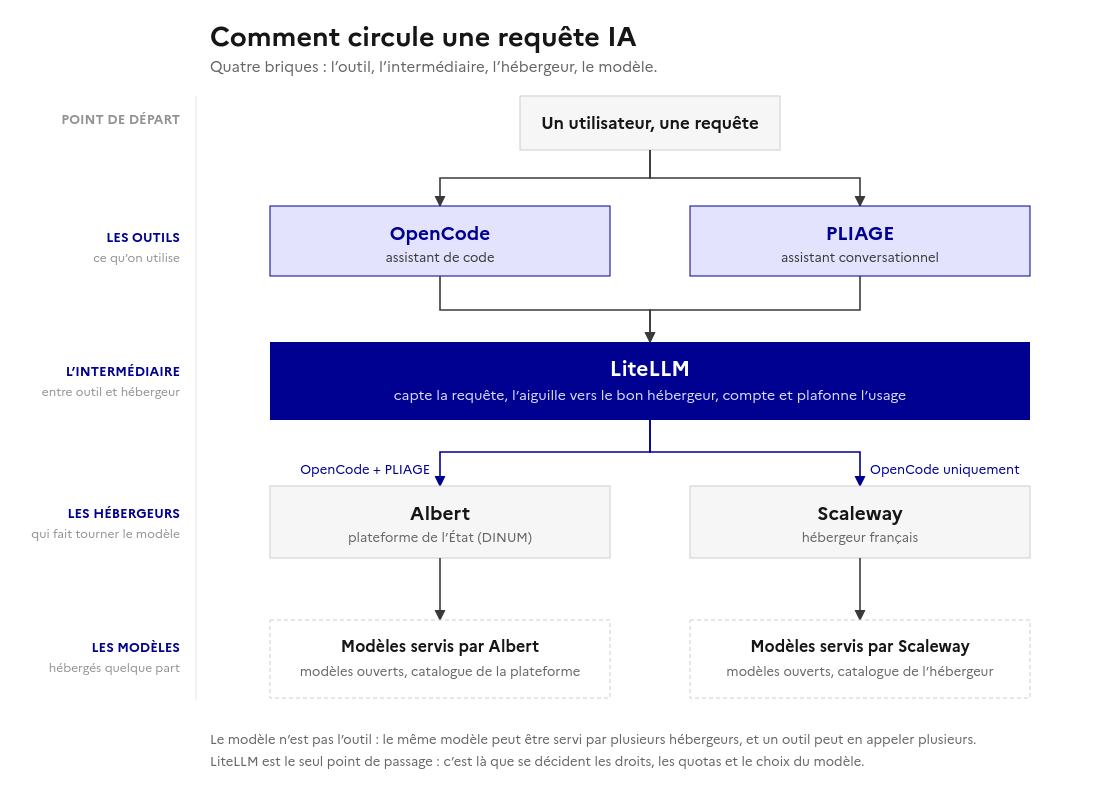 Comment circule une requête IA
Quatre briques : l’outil, l’intermédiaire, l’hébergeur, le modèle.
POINT DE DÉPART
Un utilisateur, une requête
LES OUTILS
ce qu’on utilise
OpenCode
assistant de code
PLIAGE
assistant conversationnel
L’INTERMÉDIAIRE
entre outil et hébergeur
LiteLLM
capte la requête, l’aiguille vers le bon hébergeur, compte et plafonne l’usage
OpenCode + PLIAGE
OpenCode uniquement
LES HÉBERGEURS
qui fait tourner le modèle
Albert
plateforme de l’État (DINUM)
Scaleway
hébergeur français
LES MODÈLES
hébergés quelque part
Modèles servis par Albert
modèles ouverts, catalogue de la plateforme
Modèles servis par Scaleway
modèles ouverts, catalogue de l’hébergeur
Le modèle n’est pas l’outil : le même modèle peut être servi par plusieurs hébergeurs, et un outil peut en appeler plusieurs.
LiteLLM est le seul point de passage : c’est là que se décident les droits, les quotas et le choix du modèle.